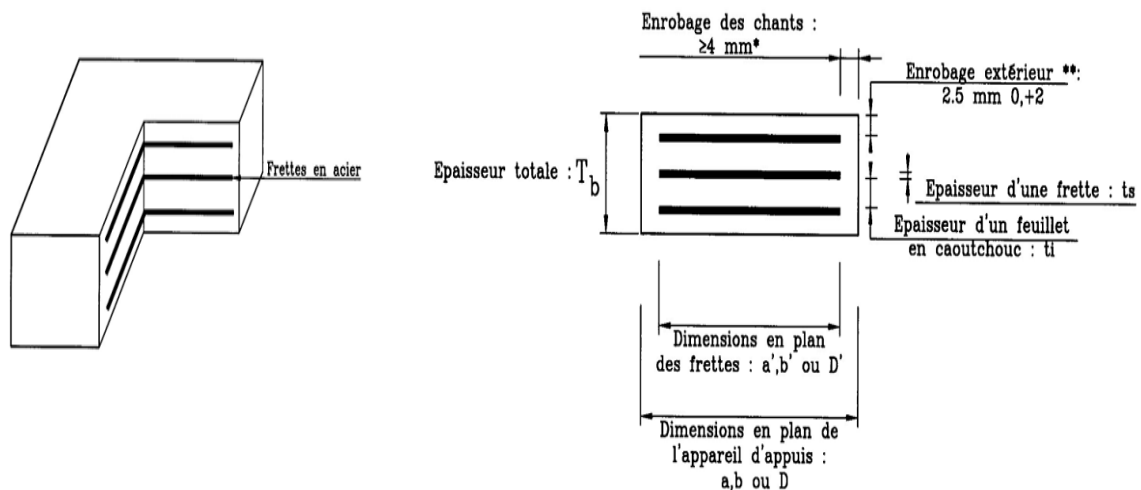 Frettes en acier
Enrobage des chants :
≥4 mm*
Enrobage extérieur **:
2.5 mm 0,+2
Epaisseur totale : Tb
Epaisseur d'une frette : ts
Epaisseur d'un feuillet
en caoutchouc : ti
Dimensions en plan
des frettes : a',b' ou D'
Dimensions en plan de
l'appareil d'appuis :
a,b ou D